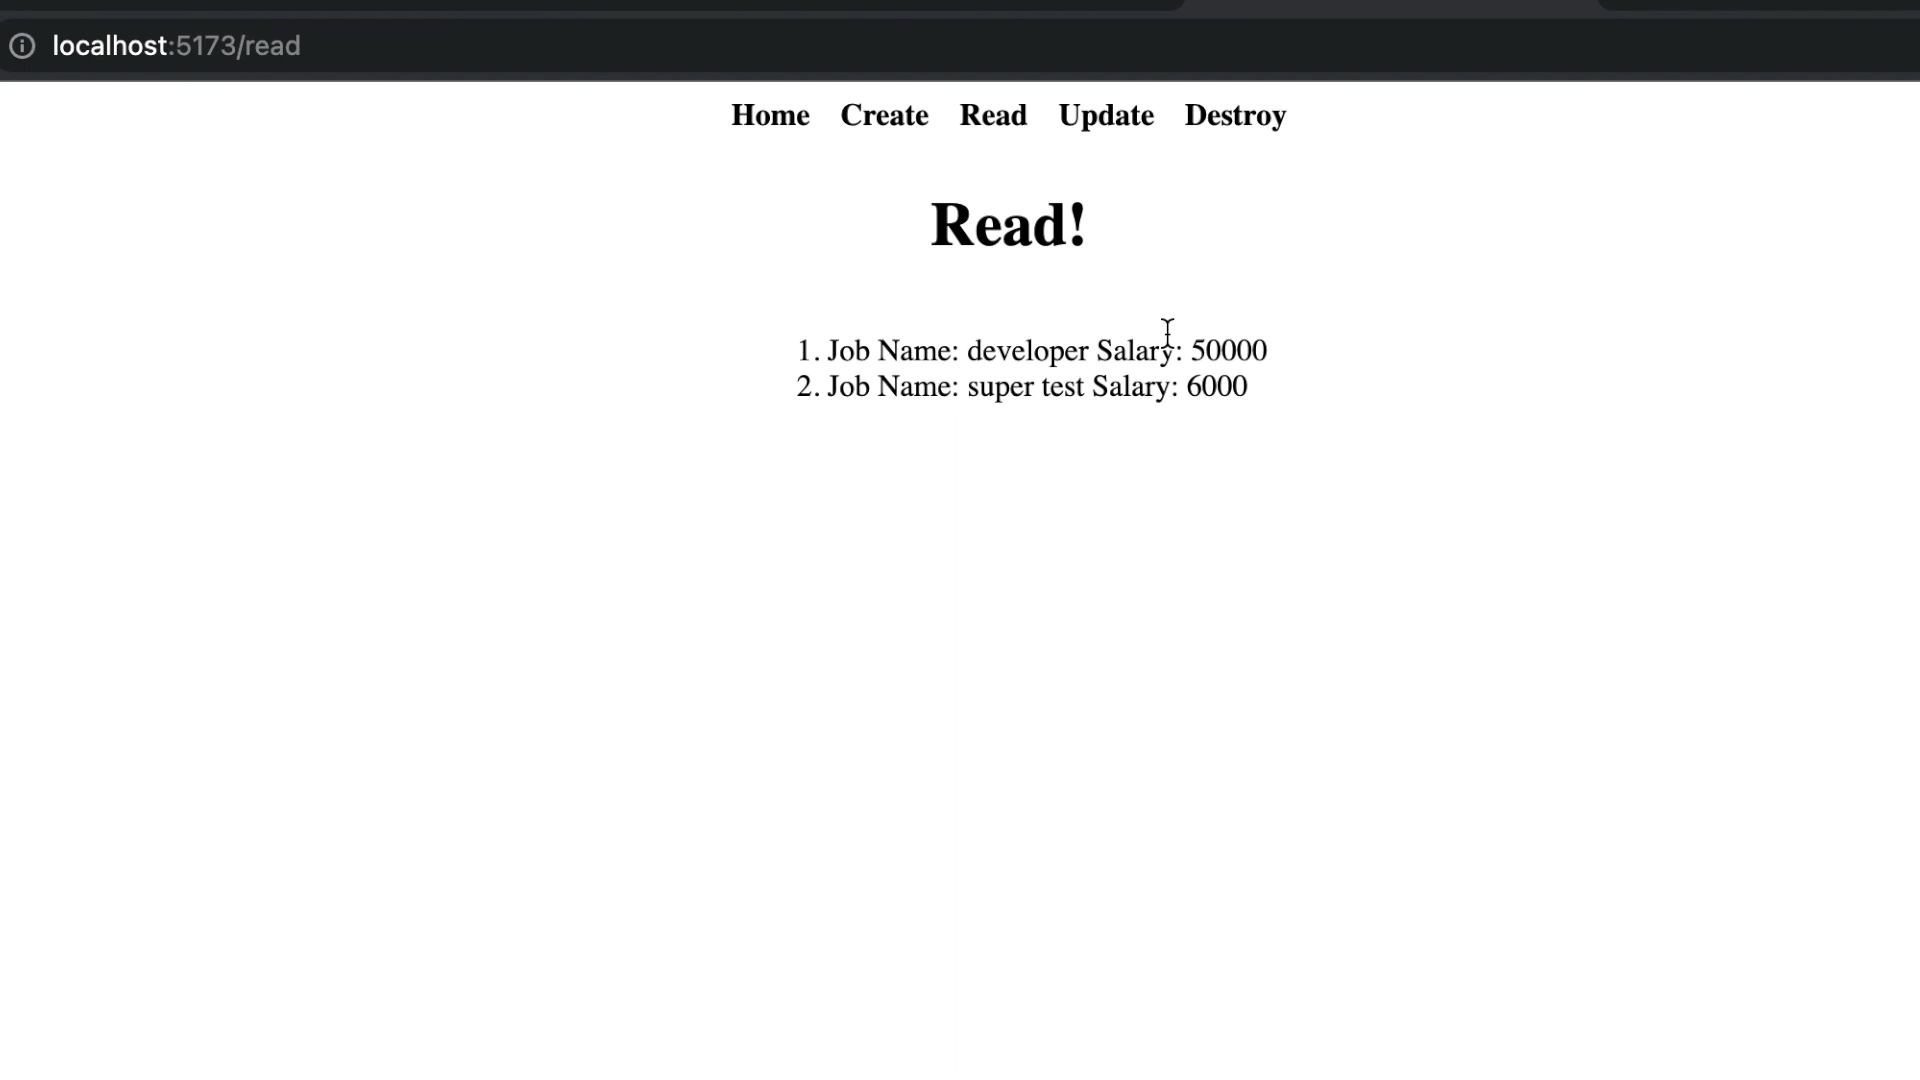 localhost:5173/read
Home Create Read Update Destroy
Read!
1. Job Name: developer Salary: 50000
2. Job Name: super test Salary: 6000